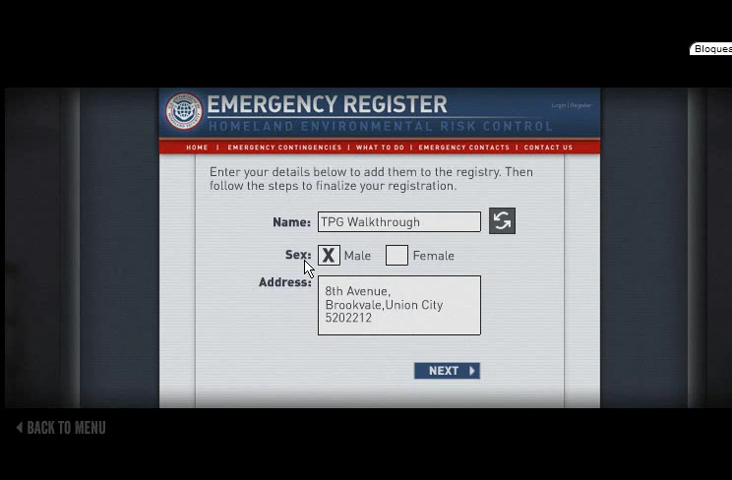 Bloquea
EMERGENCY REGISTER
Login | Register
HOMELAND ENVIRONMENTAL RISK CONTROL
HOME | EMERGENCY CONTINGENCIES | WHAT TO DO | EMERGENCY CONTACTS | CONTACT US
Enter your details below to add them to the registry. Then
follow the steps to finalize your registration.
Name: TPG Walkthrough
Sex: X Male Female
Address: 8th Avenue,
Brookvale,Union City
5202212
NEXT
BACK TO MENU